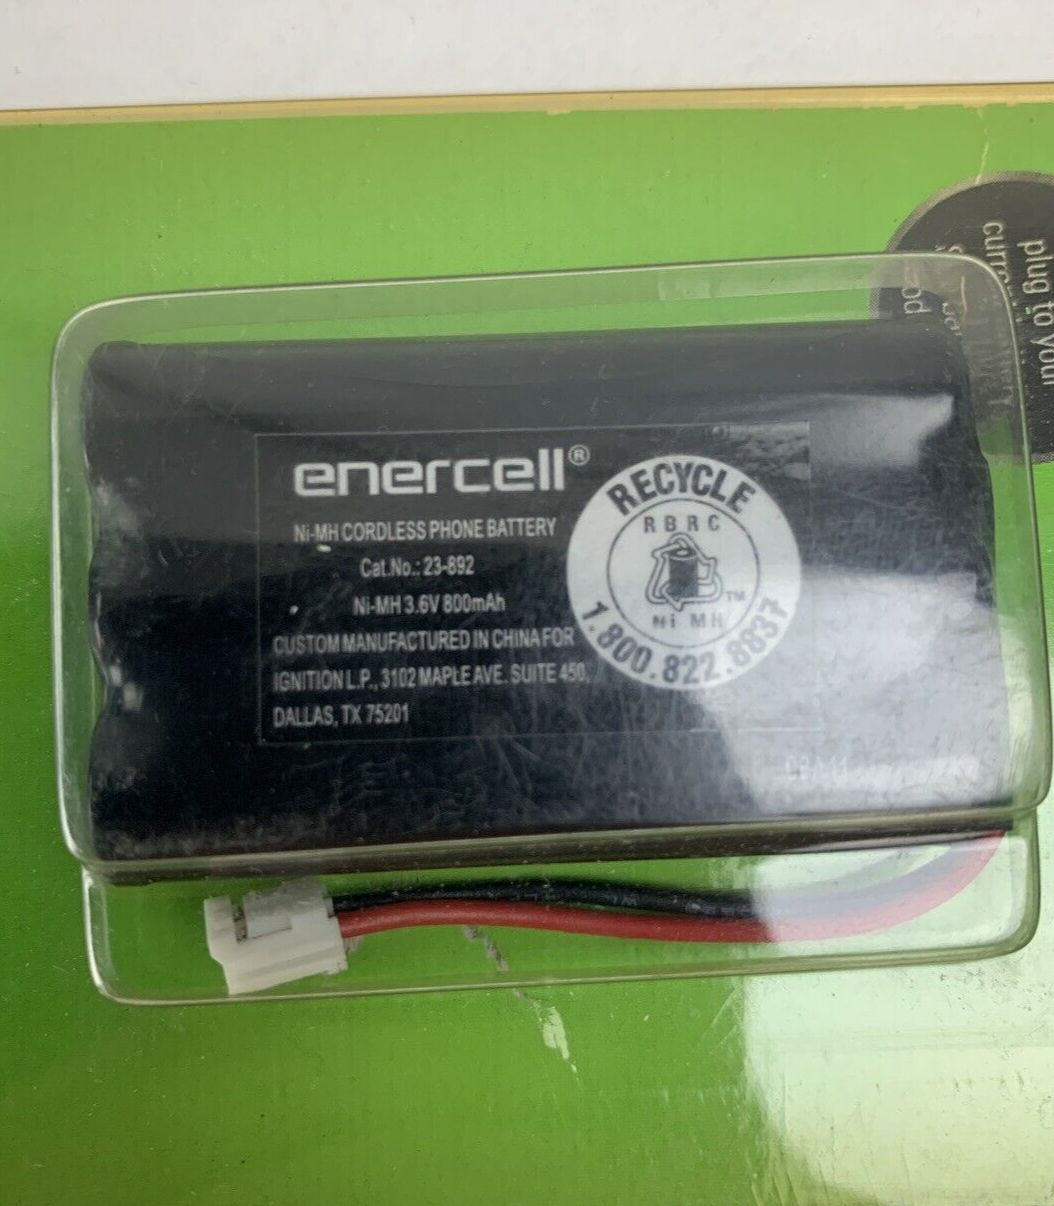 enercell®
Ni-MH CORDLESS PHONE BATTERY
Cat.No.: 23-892
Ni-MH 3.6V 800mAh
CUSTOM MANUFACTURED IN CHINA FOR
IGNITION L.P., 3102 MAPLE AVE. SUITE 450,
DALLAS, TX 75201
RECYCLE
RBRC
TM
Ni MH
1.800.822.8837
plug to your